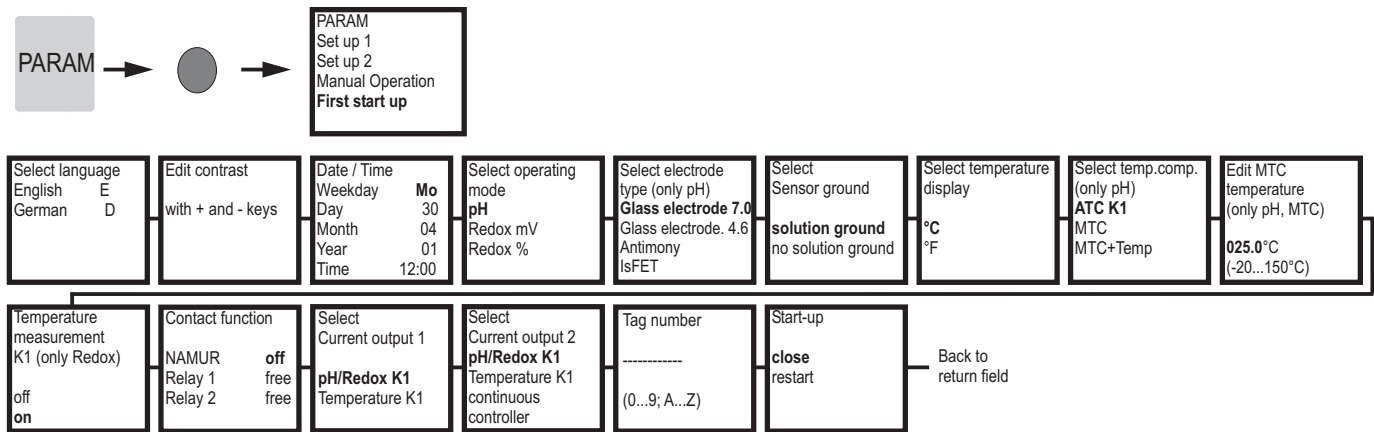 PARAM
PARAM
Set up 1
Set up 2
Manual Operation
First start up
Select language
English E
German D
Edit contrast
with + and - keys
Date / Time
Weekday Mo
Day 30
Month 04
Year 01
Time 12:00
Select operating
mode
pH
Redox mV
Redox %
Select electrode
type (only pH)
Glass electrode 7.0
Glass electrode. 4.6
Antimony
IsFET
Select
Sensor ground
solution ground
no solution ground
Select temperature
display
°C
°F
Select temp.comp.
(only pH)
ATC K1
MTC
MTC+Temp
Edit MTC
temperature
(only pH, MTC)
025.0°C
(-20...150°C)
Temperature
measurement
K1 (only Redox)
off
on
Contact function
NAMUR off
Relay 1 free
Relay 2 free
Select
Current output 1
pH/Redox K1
Temperature K1
Select
Current output 2
pH/Redox K1
Temperature K1
continuous
controller
Tag number
------------
(0...9; A...Z)
Start-up
close
restart
Back to
return field